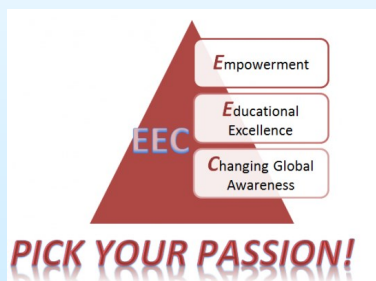 Empowerment
Educational
Excellence
EEC
Changing Global
Awareness
PICK YOUR PASSION!